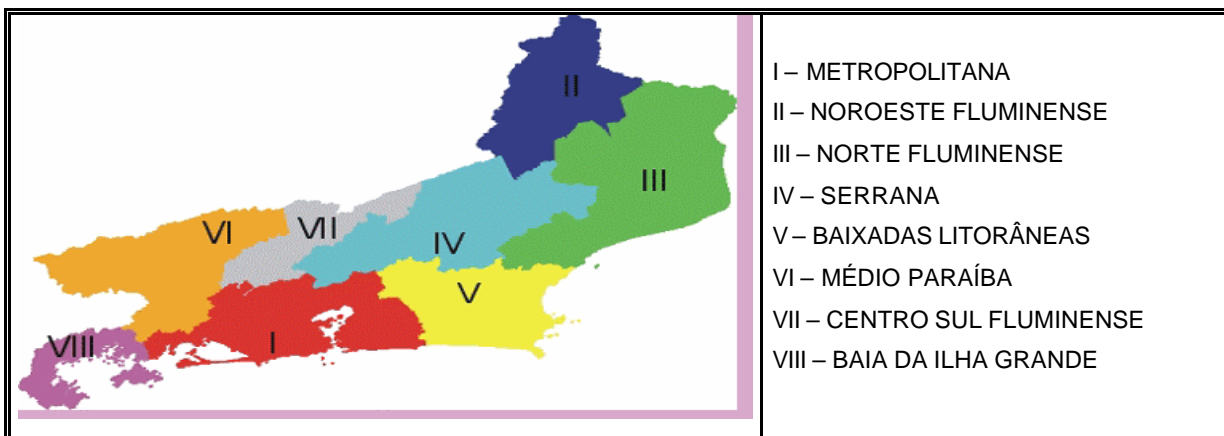 II
III
VII
VI
IV
V
I
VIII
I – METROPOLITANA
II – NOROESTE FLUMINENSE
III – NORTE FLUMINENSE
IV – SERRANA
V – BAIXADAS LITORÂNEAS
VI – MÉDIO PARAÍBA
VII – CENTRO SUL FLUMINENSE
VIII – BAIA DA ILHA GRANDE